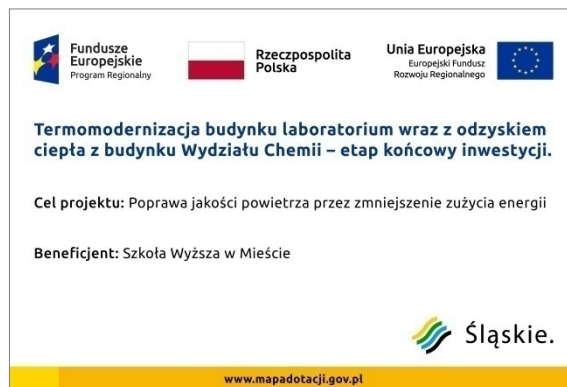 Fundusze
Europejskie
Program Regionalny
Rzeczpospolita
Polska
Unia Europejska
Europejski Fundusz
Rozwoju Regionalnego
Termomodernizacja budynku laboratorium wraz z odzyskiem
ciepła z budynku Wydziału Chemii – etap końcowy inwestycji.
Cel projektu: Poprawa jakości powietrza przez zmniejszenie zużycia energii
Beneficjent: Szkoła Wyższa w Mieście
Śląskie.
www.mapadotacji.gov.pl